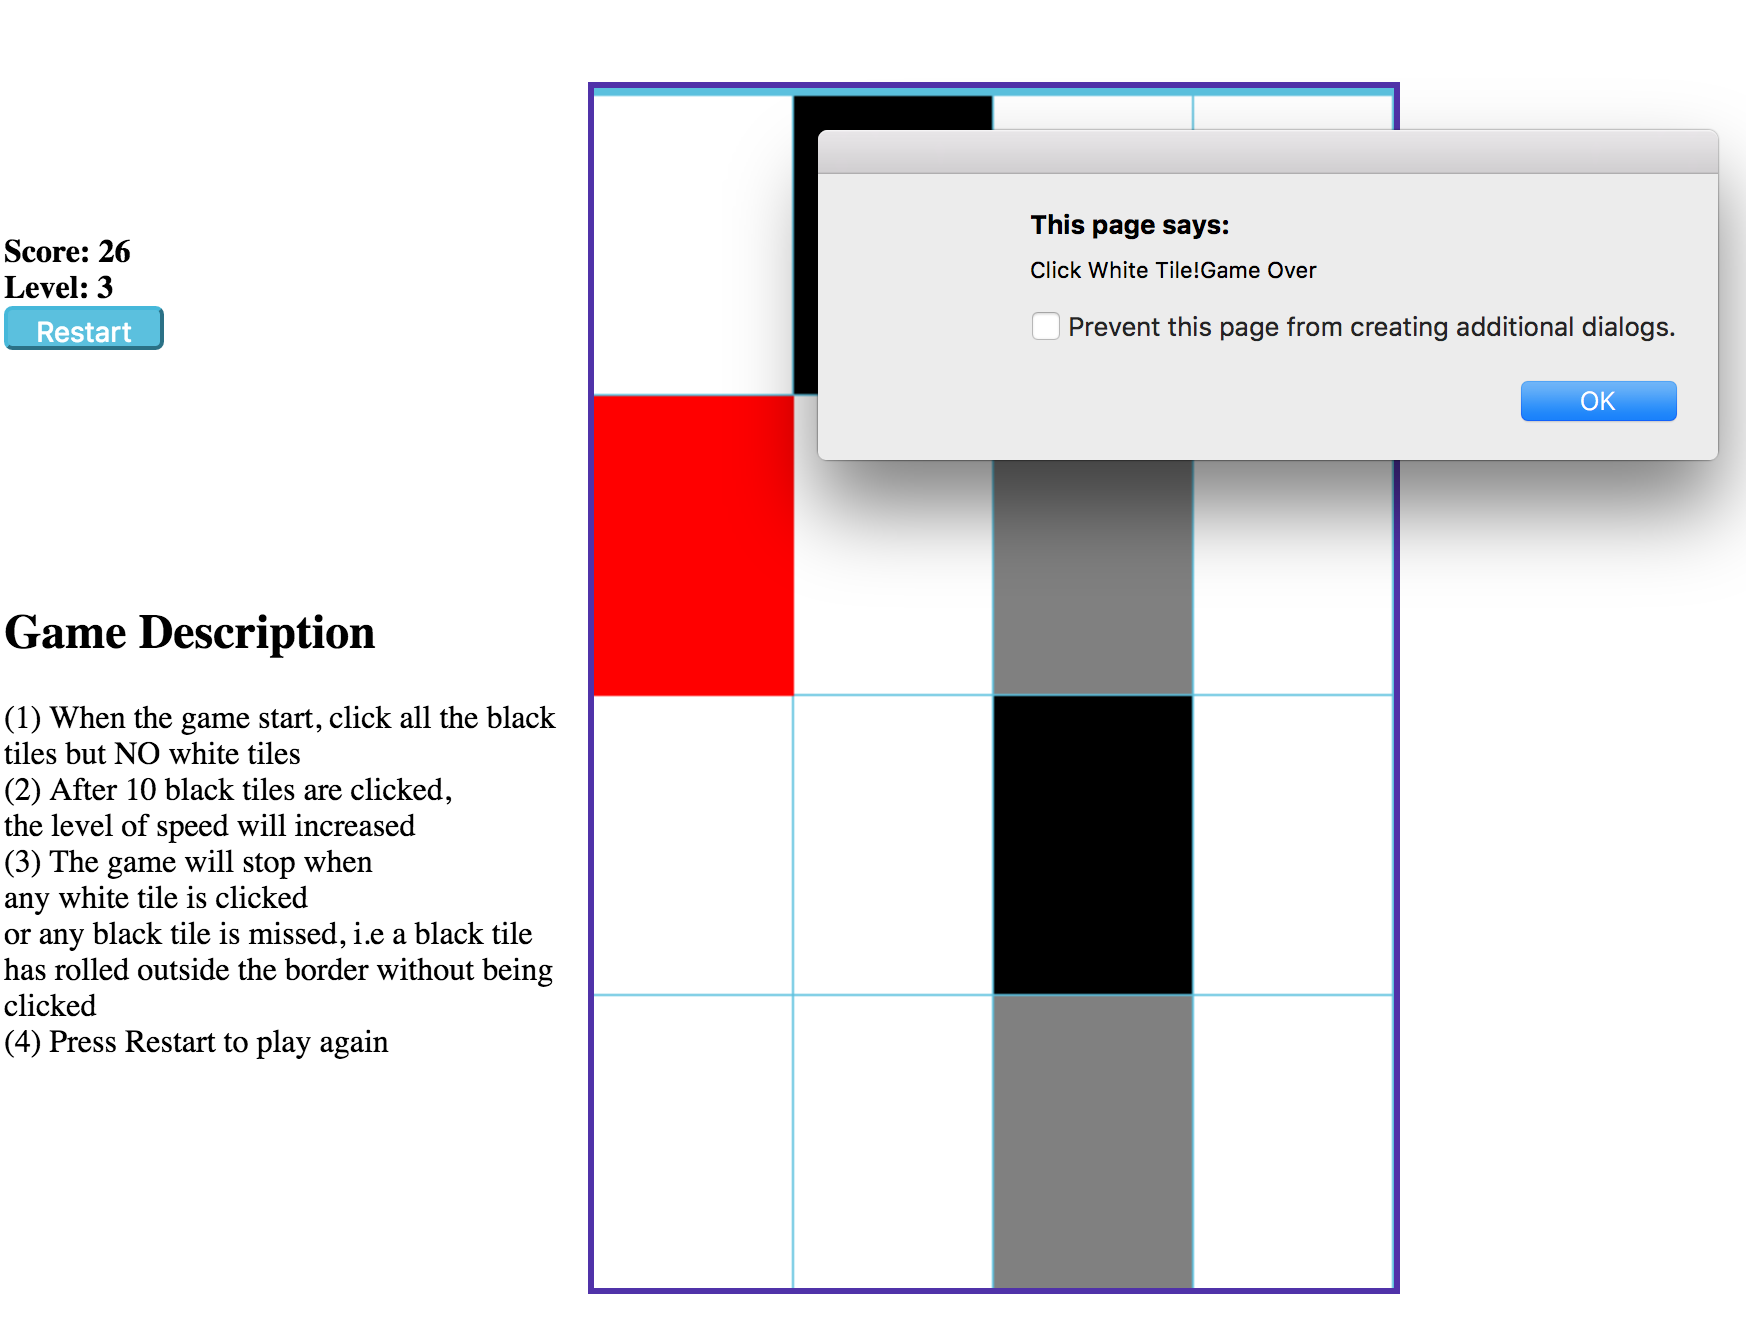 Score: 26
Level: 3
Restart
This page says:
Click White Tile!Game Over
Prevent this page from creating additional dialogs.
OK
Game Description
(1) When the game start, click all the black
tiles but NO white tiles
(2) After 10 black tiles are clicked,
the level of speed will increased
(3) The game will stop when
any white tile is clicked
or any black tile is missed, i.e a black tile
has rolled outside the border without being
clicked
(4) Press Restart to play again